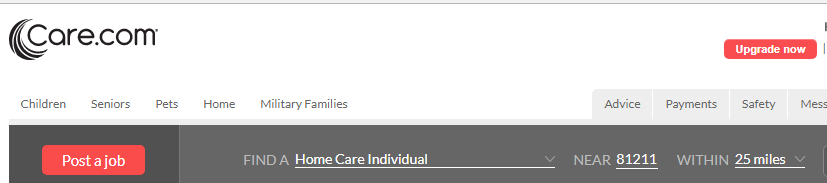 Care.com
Upgrade now
Children Seniors Pets Home Military Families Advice Payments Safety
Post a job FIND A Home Care Individual NEAR 81211 WITHIN 25 miles